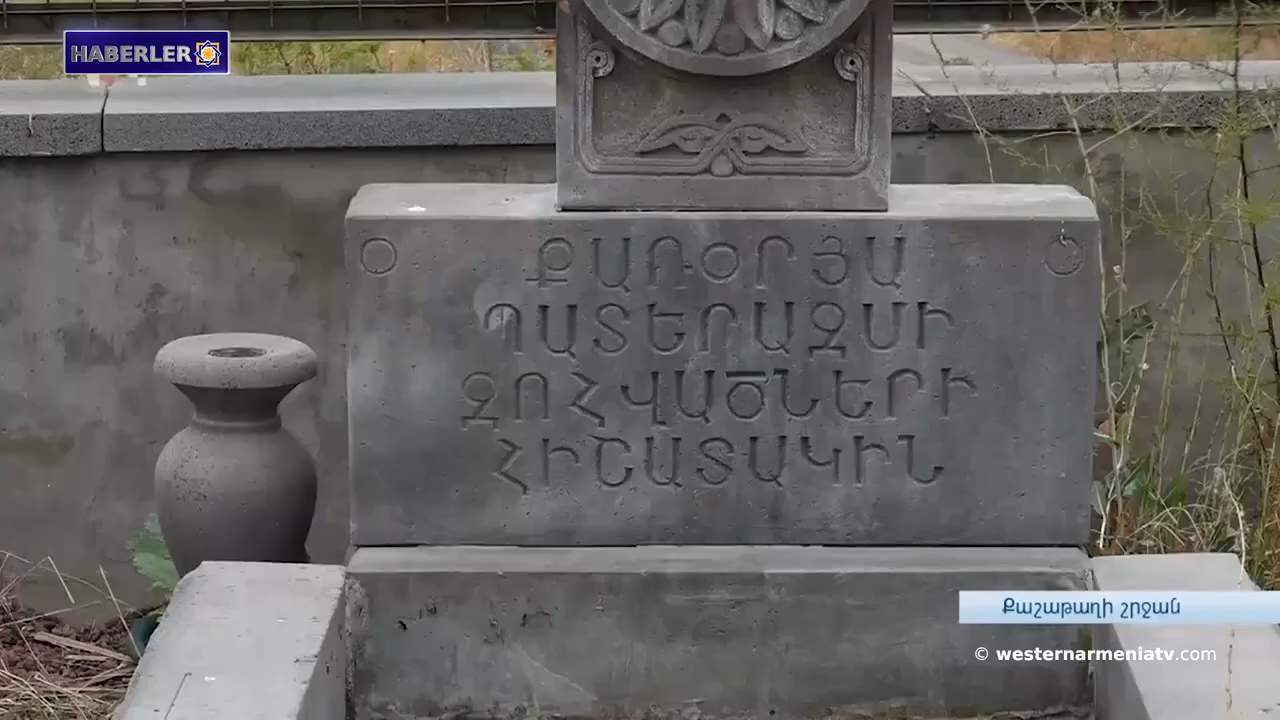 HABERLER
ՔԱՌՕՐՅԱ
ՊԱՏԵՐԱԶՄԻ
ԶՈՀՎԱԾՆԵՐԻ
ՀԻՇԱՏԱԿԻՆ
Քաշաթաղի շրջան
© westernarmeniatv.com